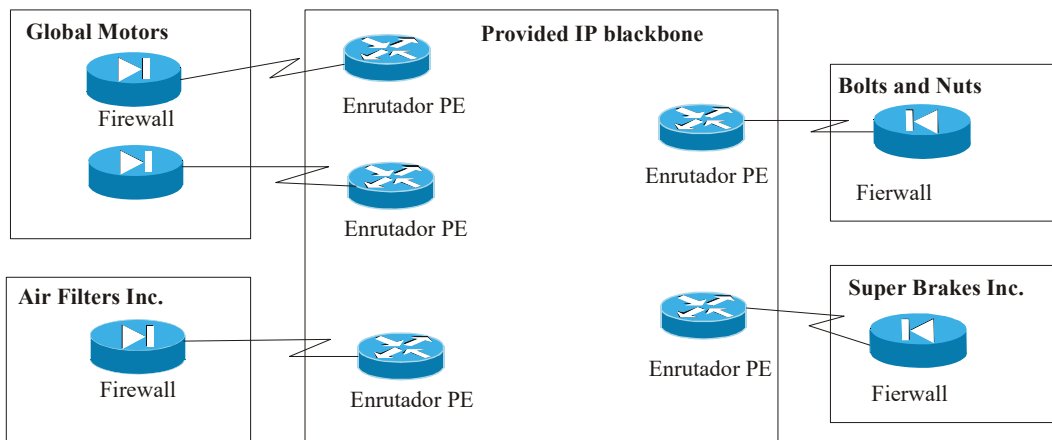 Global Motors
Firewall
Air Filters Inc.
Firewall
Provided IP blackbone
Enrutador PE
Enrutador PE
Enrutador PE
Enrutador PE
Enrutador PE
Bolts and Nuts
Fierwall
Super Brakes Inc.
Fierwall